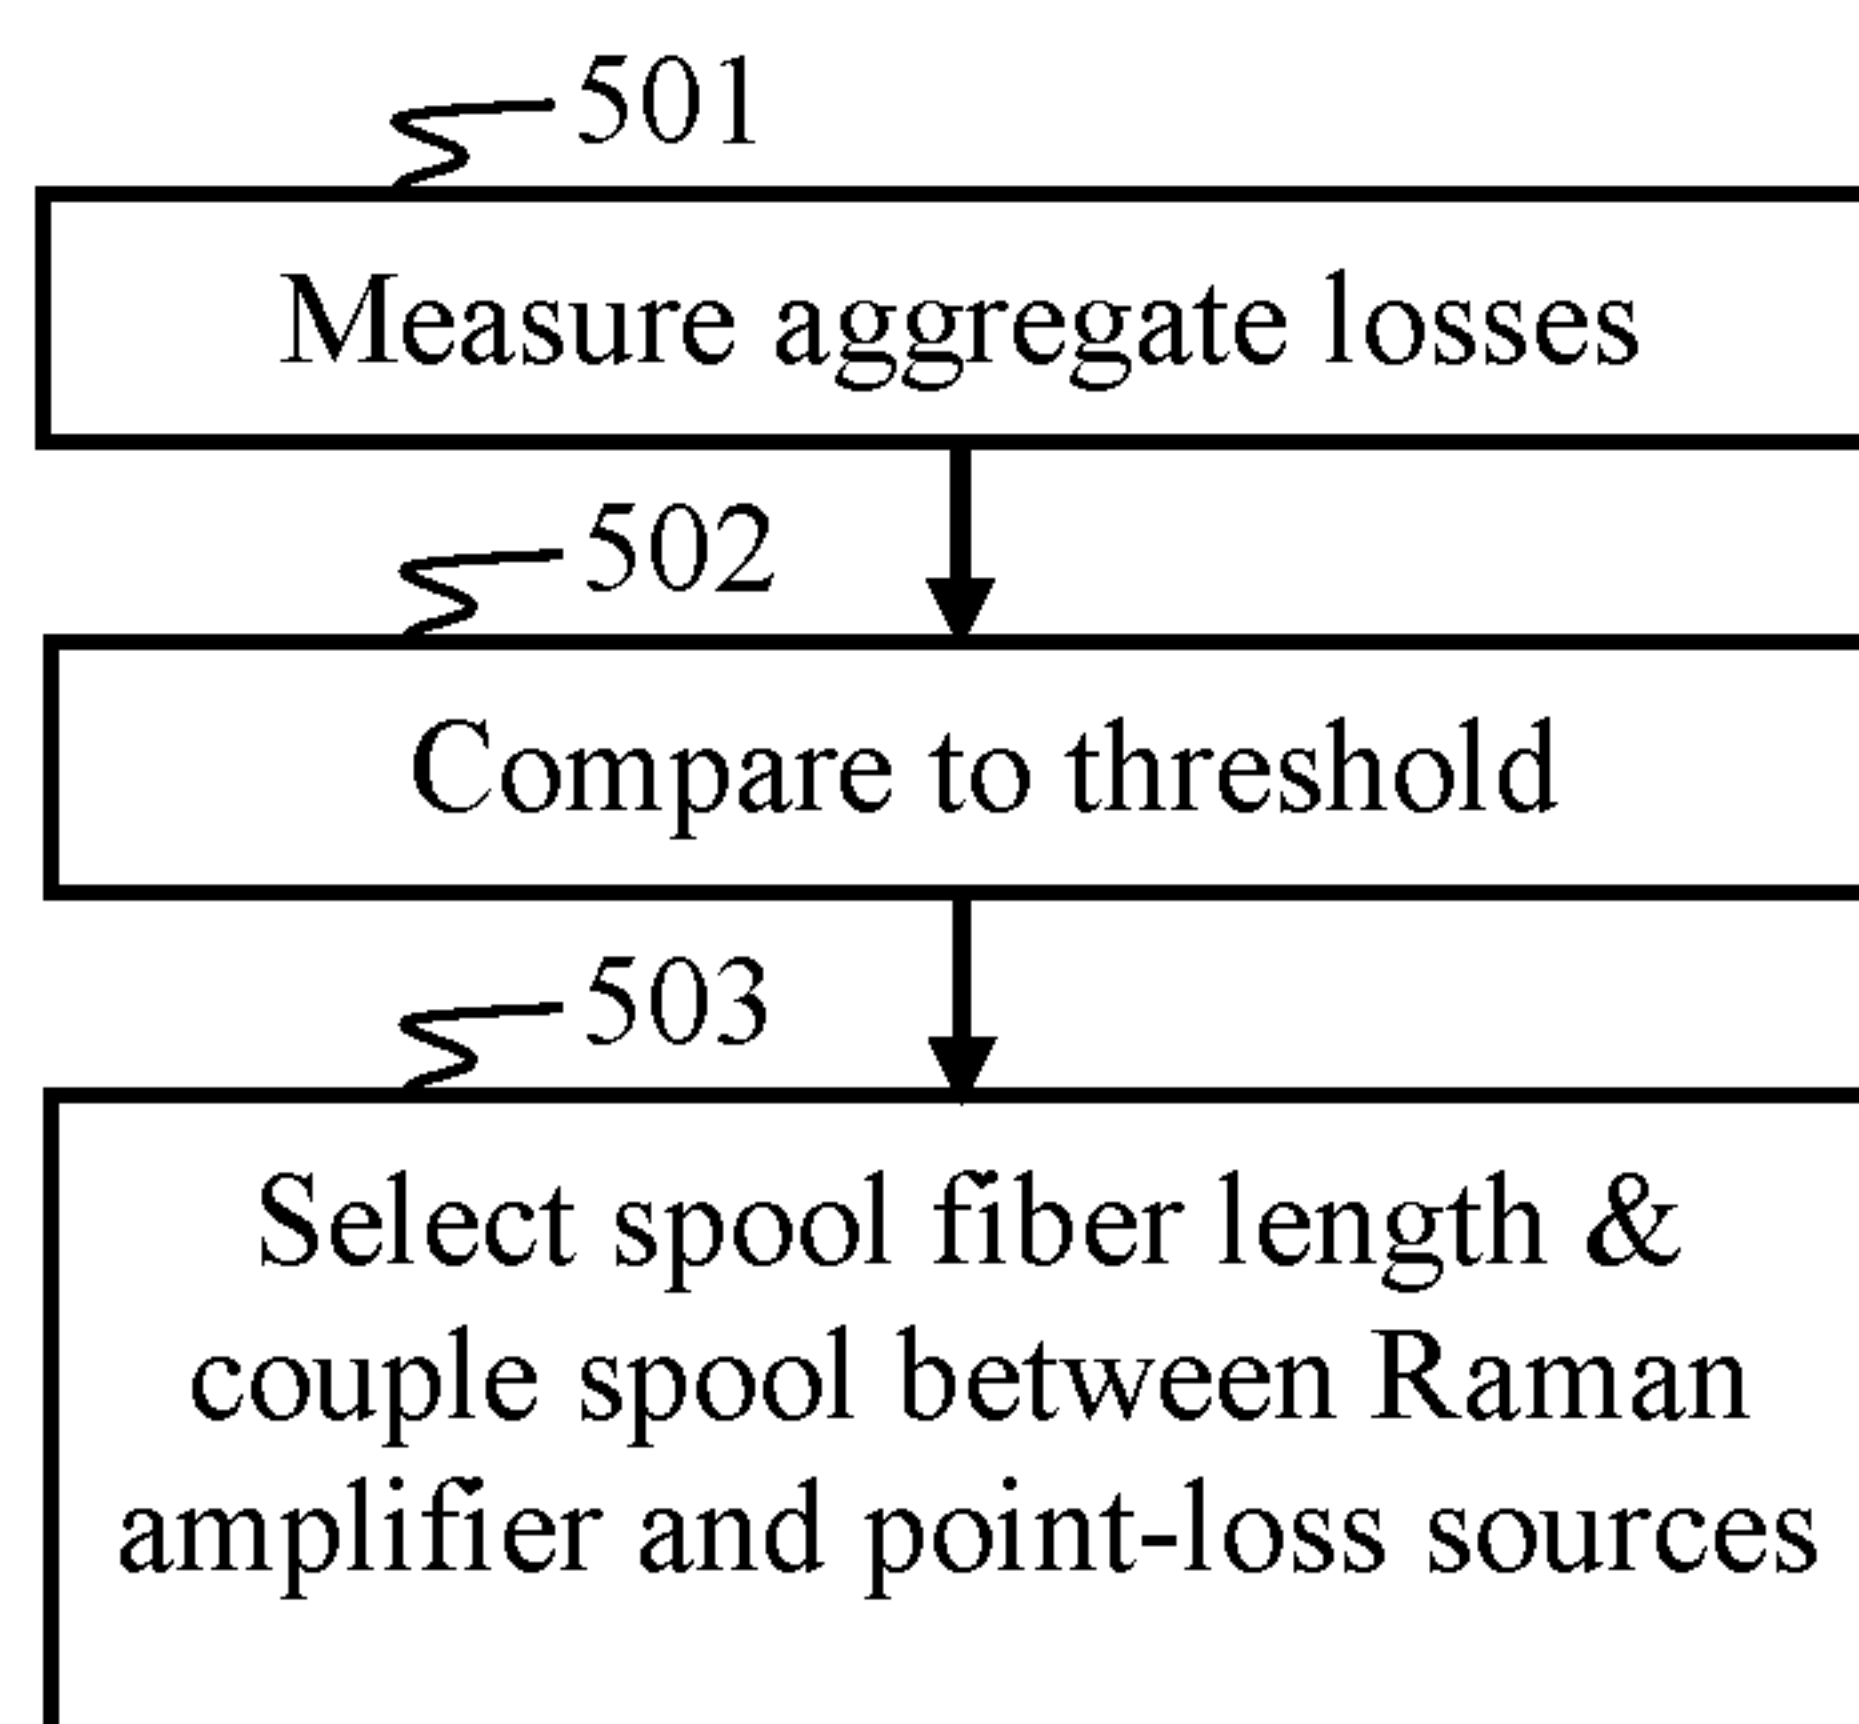 501
Measure aggregate losses
502
Compare to threshold
503
Select spool fiber length &
couple spool between Raman
amplifier and point-loss sources